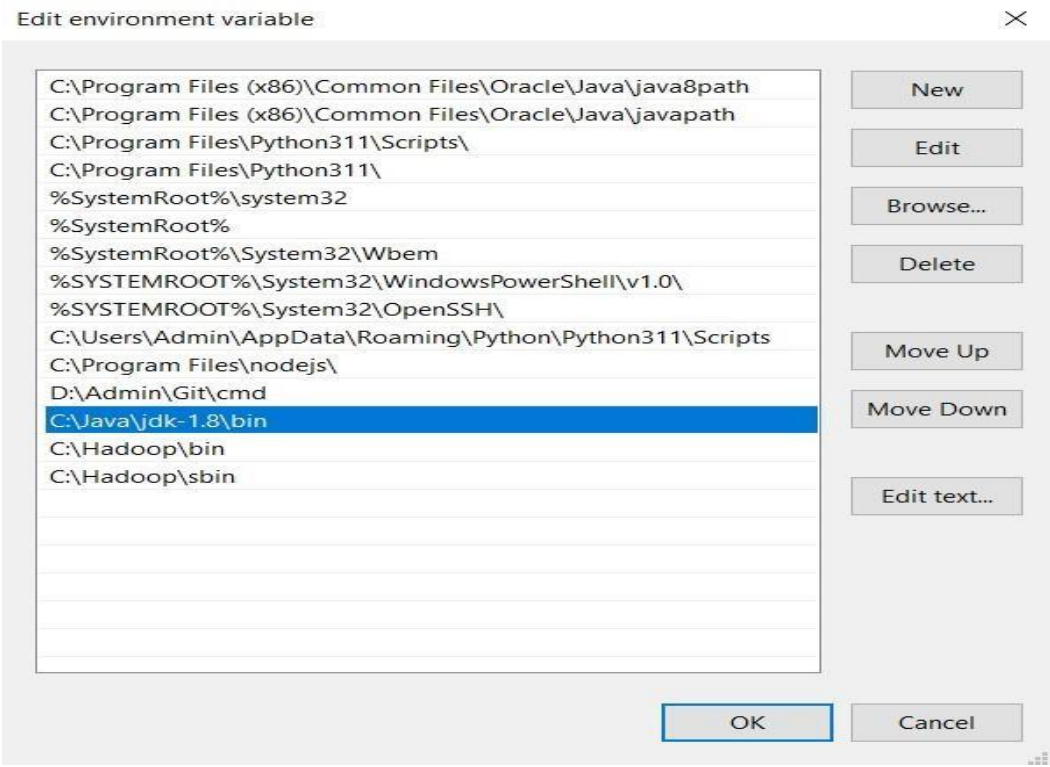 Edit environment variable
C:\Program Files (x86)\Common Files\Oracle\Java\java8path
C:\Program Files (x86)\Common Files\Oracle\Java\javapath
C:\Program Files\Python311\Scripts\
C:\Program Files\Python311\
%SystemRoot%\system32
%SystemRoot%
%SystemRoot%\System32\Wbem
%SYSTEMROOT%\System32\WindowsPowerShell\v1.0\
%SYSTEMROOT%\System32\OpenSSH\
C:\Users\Admin\AppData\Roaming\Python\Python311\Scripts
C:\Program Files\nodejs\
D:\Admin\Git\cmd
C:\Java\jdk-1.8\bin
C:\Hadoop\bin
C:\Hadoop\sbin
New
Edit
Browse...
Delete
Move Up
Move Down
Edit text...
OK
Cancel